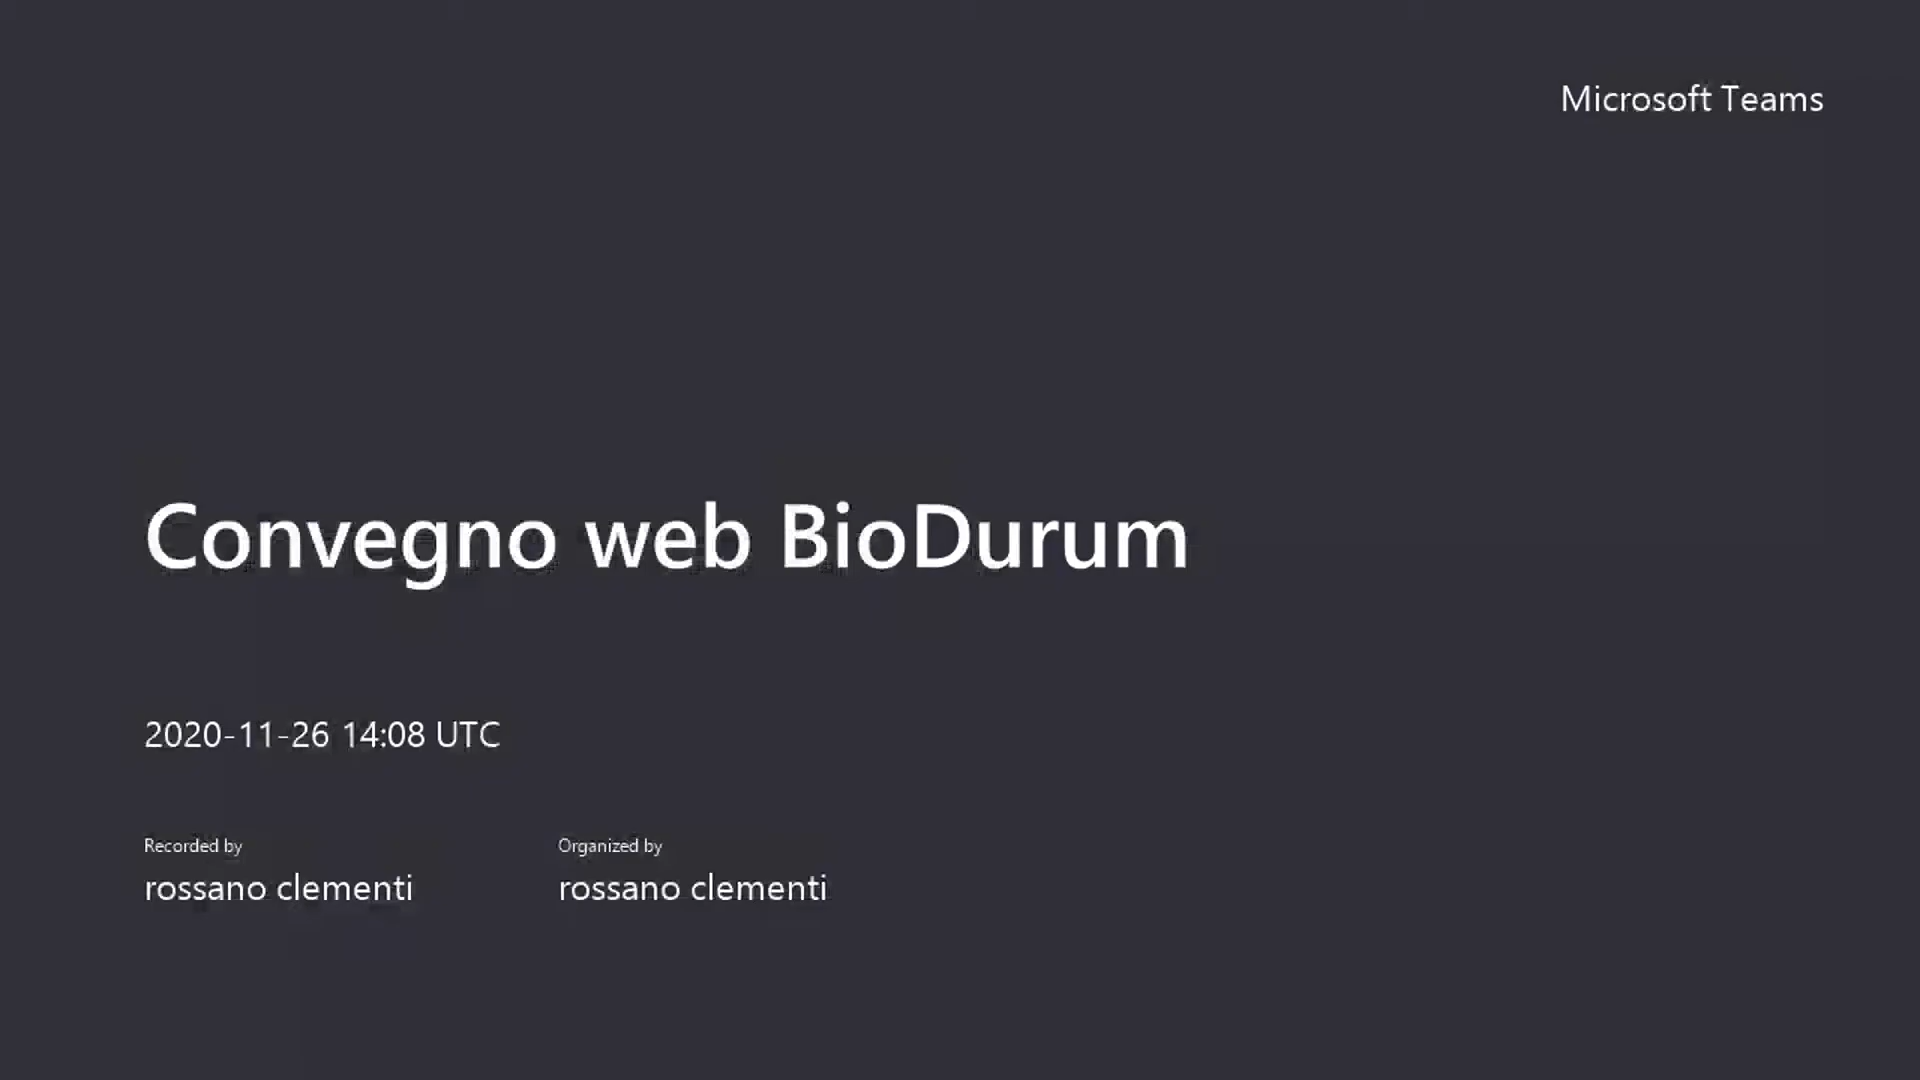 Microsoft Teams
Convegno web BioDurum
2020-11-26 14:08 UTC
Recorded by
rossano clementi
Organized by
rossano clementi